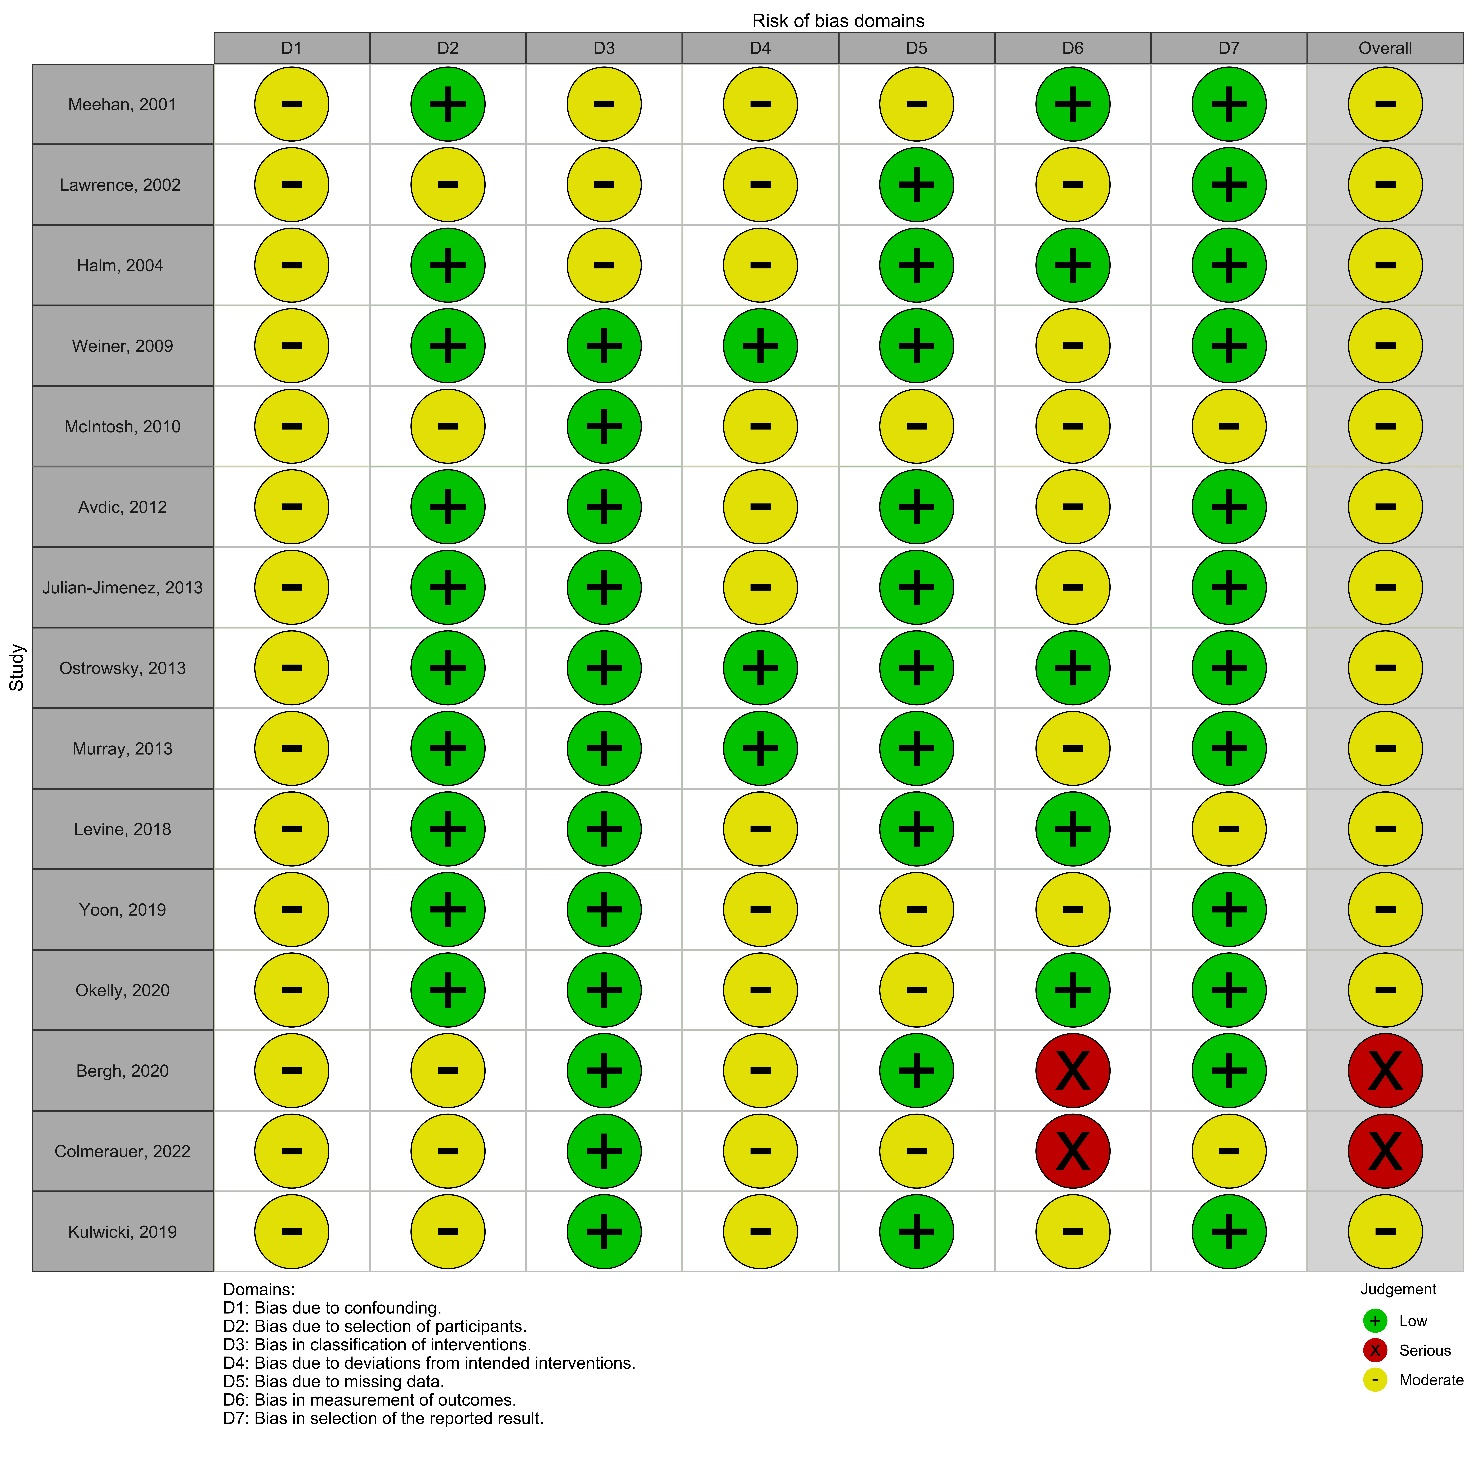 Risk of bias domains
D1 D2 D3 D4 D5 D6 D7 Overall
Meehan, 2001 - + - - - + + -
Lawrence, 2002 - - - - + - + -
Halm, 2004 - + - - + + + -
Weiner, 2009 - + + + + - + -
McIntosh, 2010 - - + - - - - -
Avdic, 2012 - + + - + - + -
Julian-Jimenez, 2013 - + + - + - + -
Ostrowsky, 2013 - + + + + + + -
Murray, 2013 - + + + + - + -
Levine, 2018 - + + - + + - -
Yoon, 2019 - + + - - - + -
Okelly, 2020 - + + - - + + -
Bergh, 2020 - - + - + X + X
Colmerauer, 2022 - - + - - X - X
Kulwicki, 2019 - - + - + - + -
Study
Domains:
D1: Bias due to confounding.
D2: Bias due to selection of participants.
D3: Bias in classification of interventions.
D4: Bias due to deviations from intended interventions.
D5: Bias due to missing data.
D6: Bias in measurement of outcomes.
D7: Bias in selection of the reported result.
Judgement
+ Low
X Serious
- Moderate